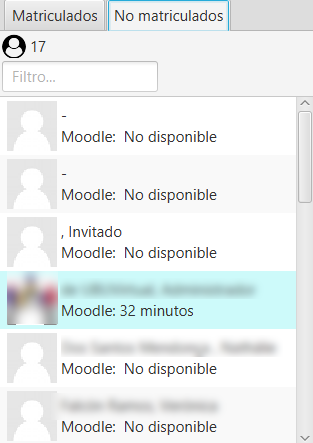 Matriculados
No matriculados
17
Filtro...
-
Moodle: No disponible
-
Moodle: No disponible
, Invitado
Moodle: No disponible
Moodle: 32 minutos
Moodle: No disponible
Moodle: No disponible